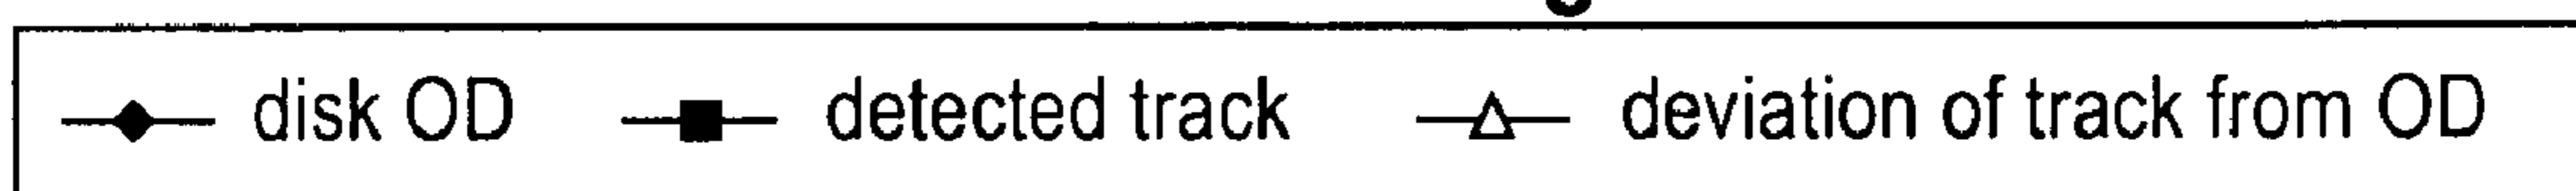 disk OD detected track deviation of track from OD